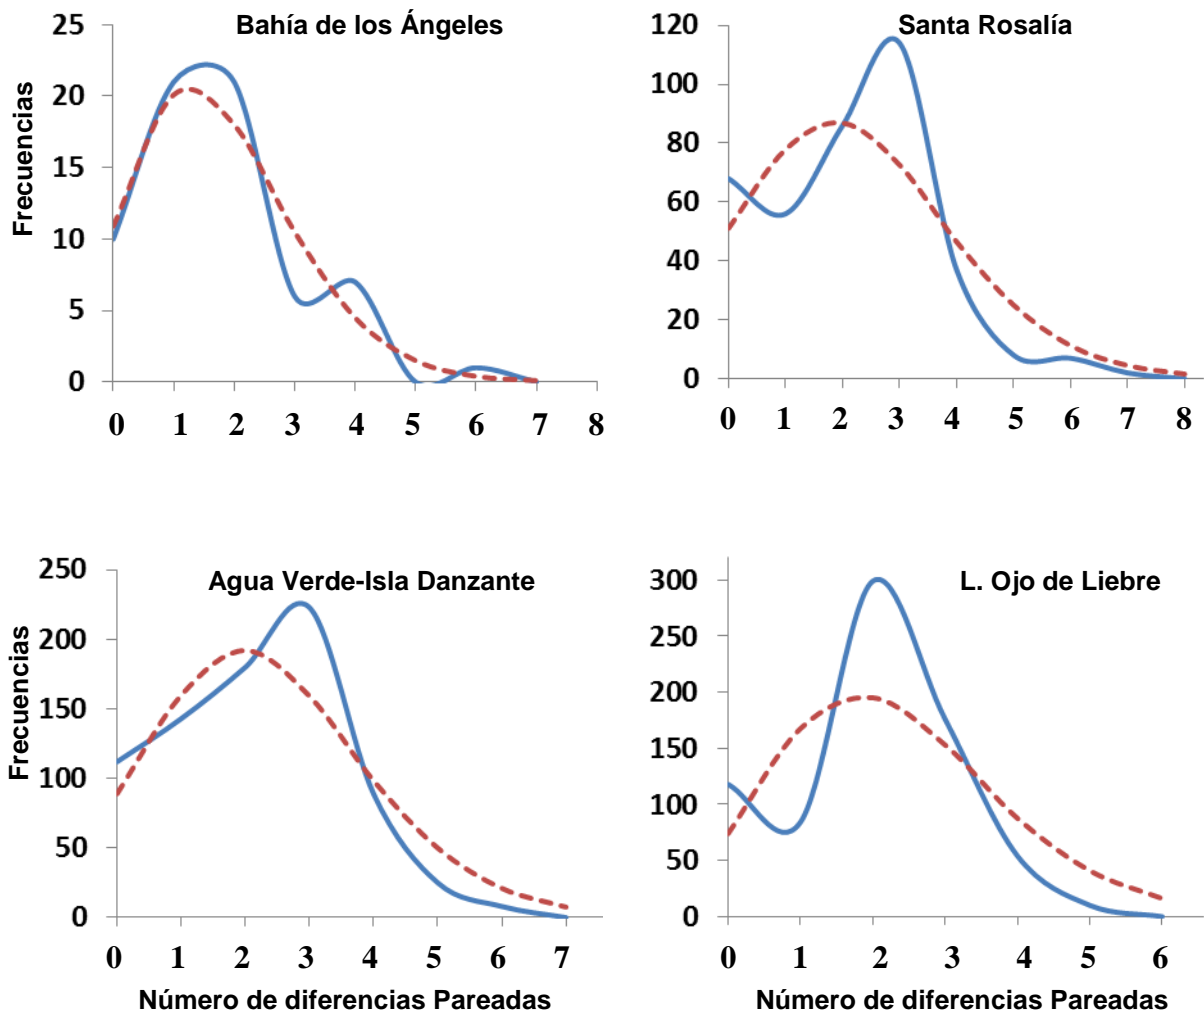 Bahía de los Ángeles
Frecuencias
25
20
15
10
5
0
0 1 2 3 4 5 6 7 8
Santa Rosalía
120
100
80
60
40
20
0
0 1 2 3 4 5 6 7 8
Agua Verde-Isla Danzante
Frecuencias
250
200
150
100
50
0
0 1 2 3 4 5 6 7
Número de diferencias Pareadas
L. Ojo de Liebre
300
250
200
150
100
50
0
0 1 2 3 4 5 6
Número de diferencias Pareadas